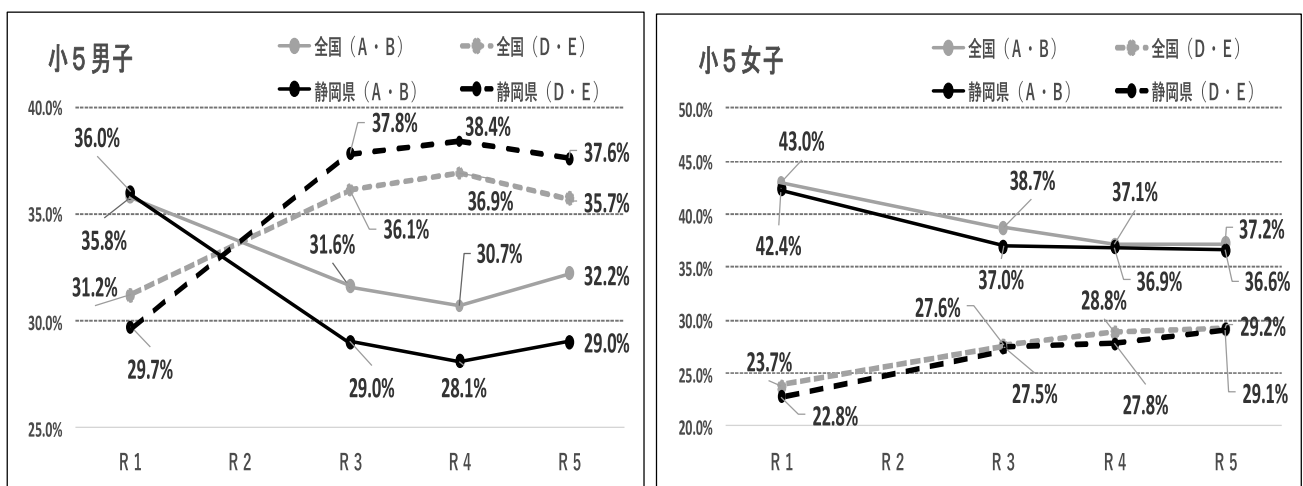 小5男子
全国（A・B）
全国（D・E）
静岡県（A・B）
静岡県（D・E）
40.0%
35.0%
30.0%
25.0%
36.0%
35.8%
31.2%
29.7%
37.8%
36.1%
31.6%
29.0%
38.4%
36.9%
30.7%
28.1%
37.6%
35.7%
32.2%
29.0%
R1
R2
R3
R4
R5
小5女子
全国（A・B）
全国（D・E）
静岡県（A・B）
静岡県（D・E）
50.0%
45.0%
40.0%
35.0%
30.0%
25.0%
20.0%
43.0%
42.4%
23.7%
22.8%
38.7%
37.0%
27.6%
27.5%
37.1%
36.9%
28.8%
27.8%
37.2%
36.6%
29.2%
29.1%
R1
R2
R3
R4
R5